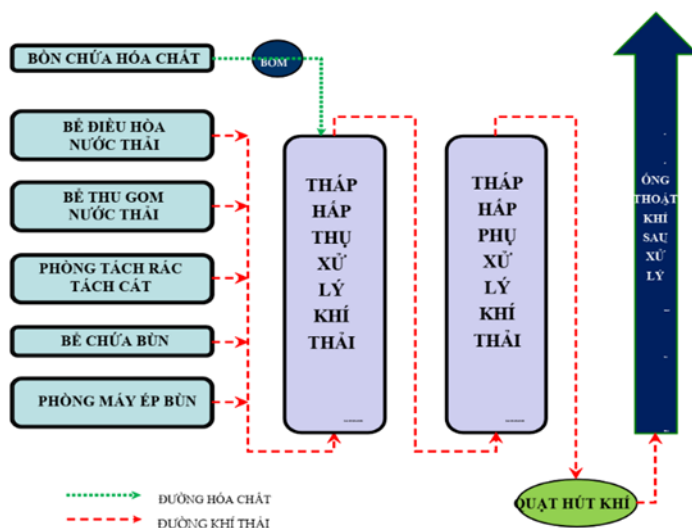 BỒN CHỨA HÓA CHẤT
BƠM
BỂ ĐIỀU HÒA
NƯỚC THẢI
BỂ THU GOM
NƯỚC THẢI
PHÒNG TÁCH RÁC
TÁCH CÁT
BỂ CHỨA BÙN
PHÒNG MÁY ÉP BÙN
THÁP
HẤP
THỤ
XỬ
LÝ
KHÍ
THẢI
THÁP
HẤP
PHỤ
XỬ
LÝ
KHÍ
THẢI
ỐNG
THOÁT
KHÍ
SAU
XỬ
LÝ
QUẠT HÚT KHÍ
ĐƯỜNG HÓA CHẤT
ĐƯỜNG KHÍ THẢI